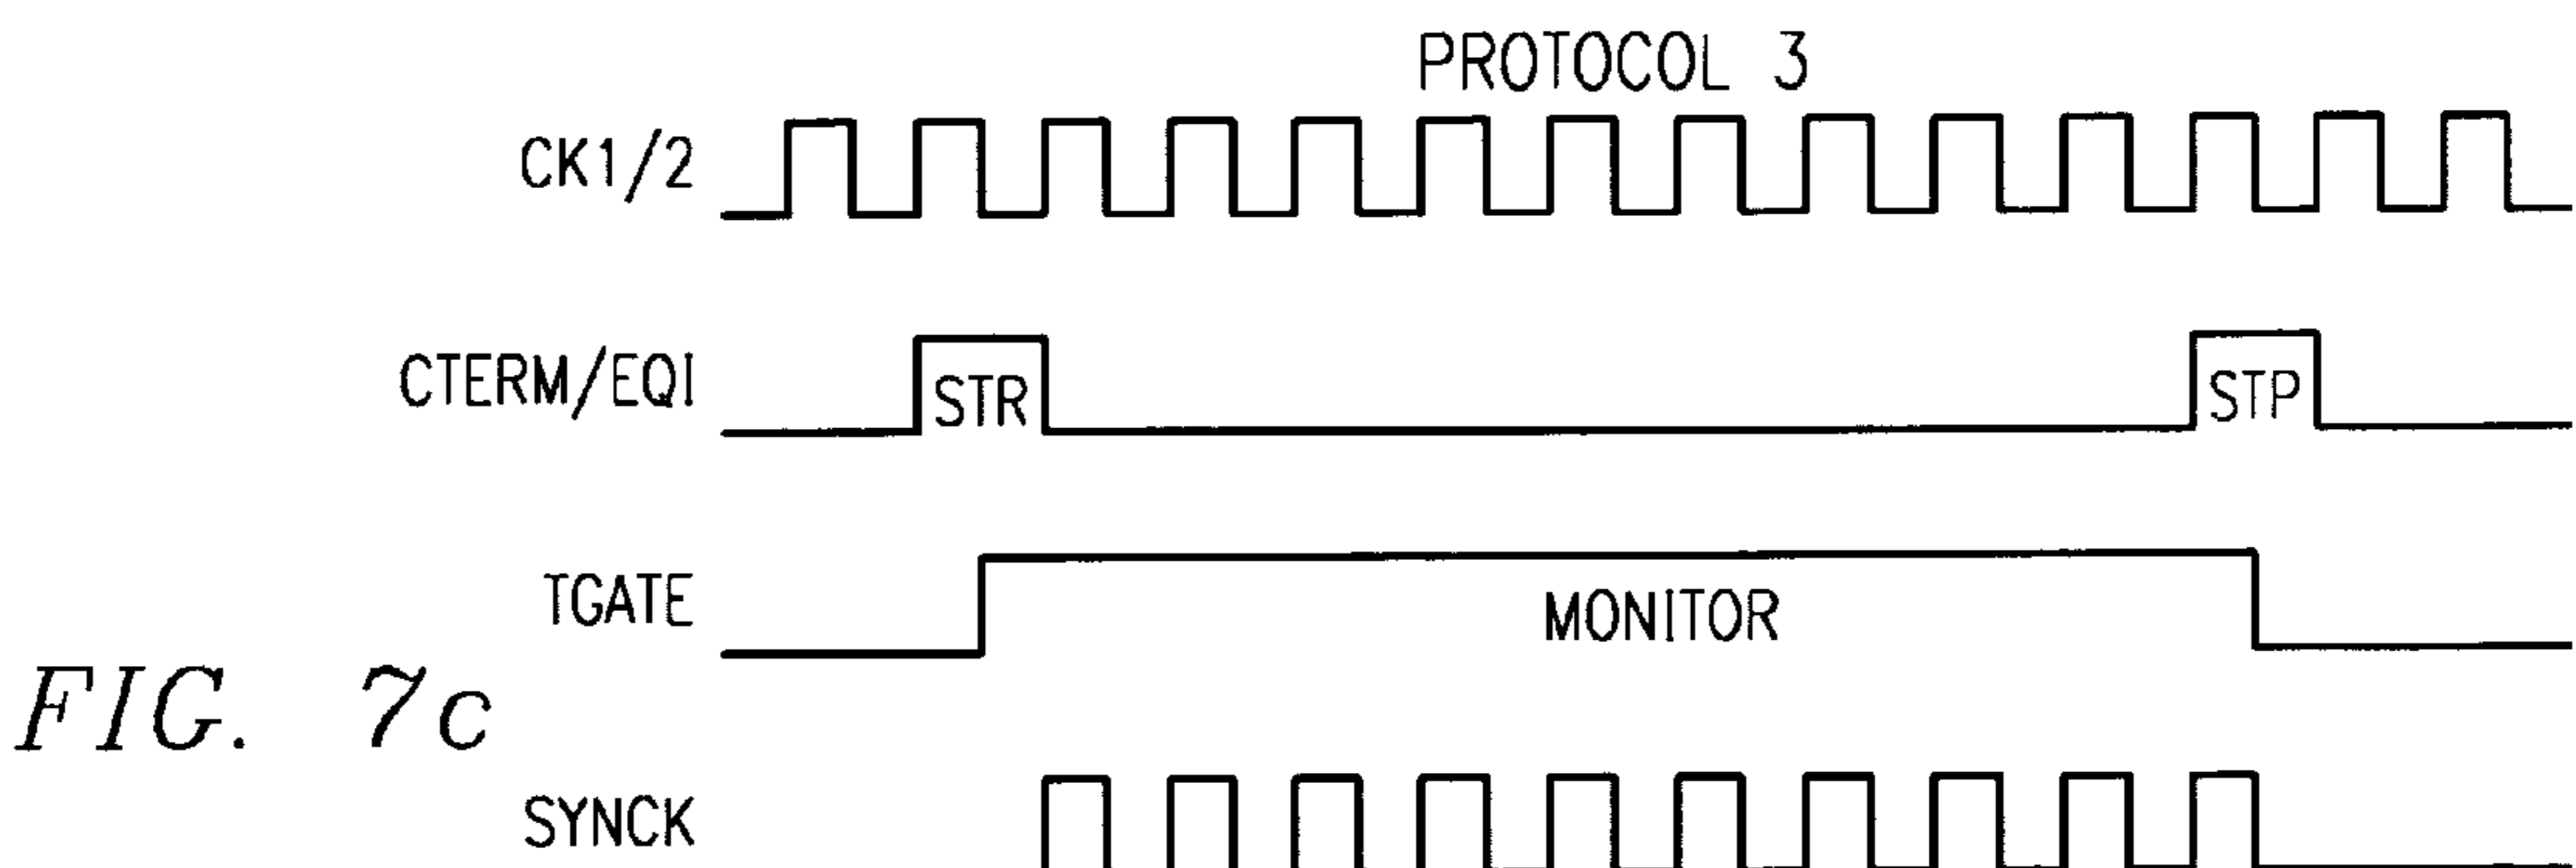 PROTOCOL 3
CK1/2
CTERM/EQI
STR
STP
TGATE
MONITOR
FIG. 7c
SYNCK